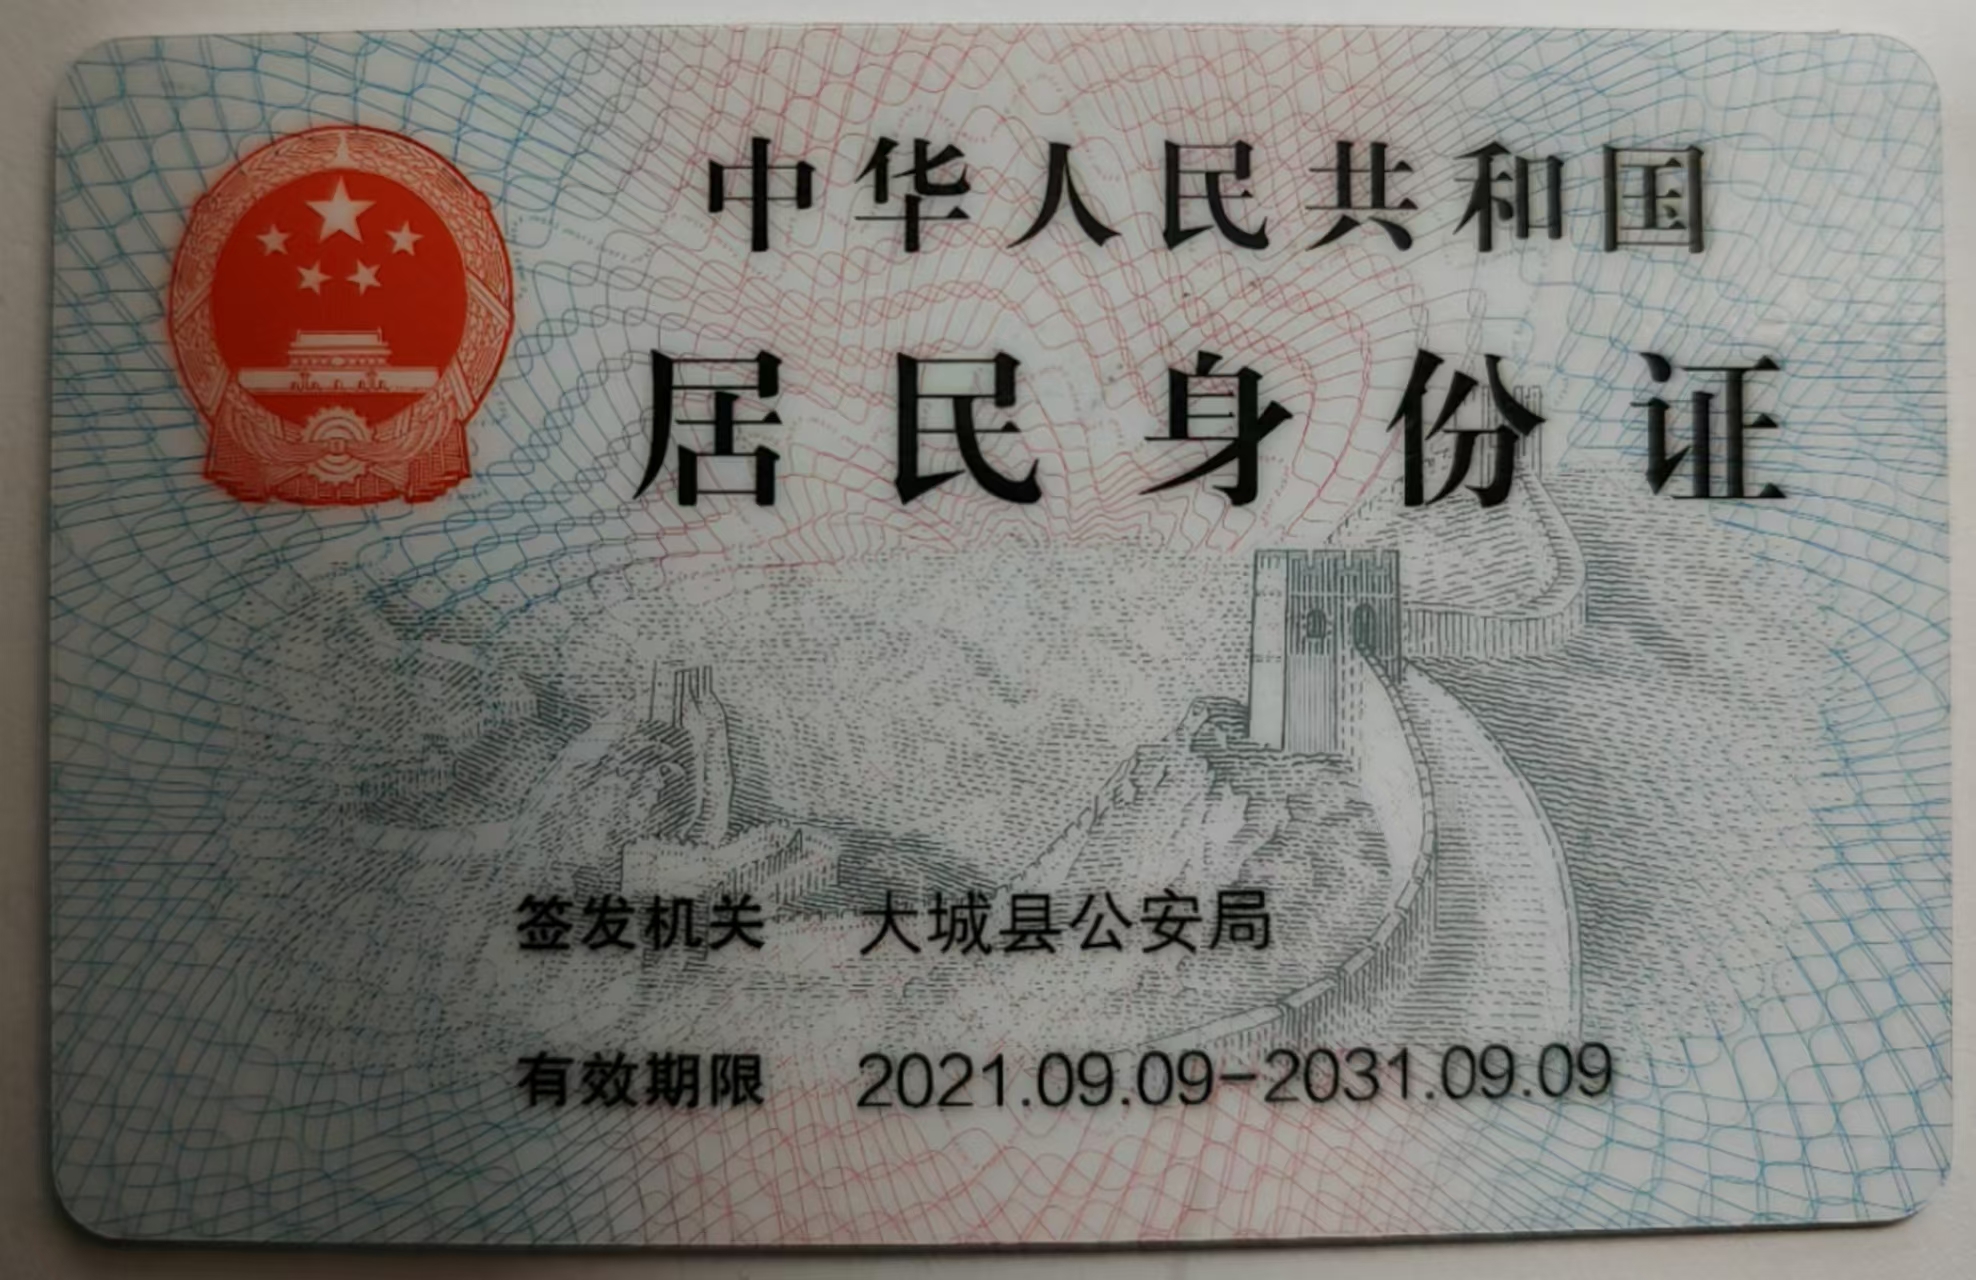 中华人民共和国
居民身份证
签发机关 大城县公安局
有效期限 2021.09.09-2031.09.09